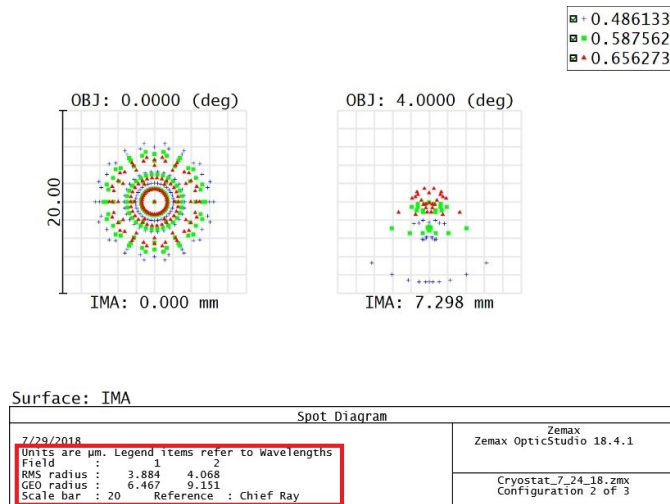 0.486133
0.587562
0.656273
OBJ: 0.0000 (deg)
OBJ: 4.0000 (deg)
20.00
IMA: 0.000 mm
IMA: 7.298 mm
Surface: IMA
Spot Diagram
7/29/2018
Units are µm. Legend items refer to Wavelengths
Field : 1 2
RMS radius : 3.884 4.068
GEO radius : 6.467 9.151
Scale bar : 20 Reference : Chief Ray
Zemax
Zemax OpticStudio 18.4.1
Cryostat_7_24_18.zmx
Configuration 2 of 3